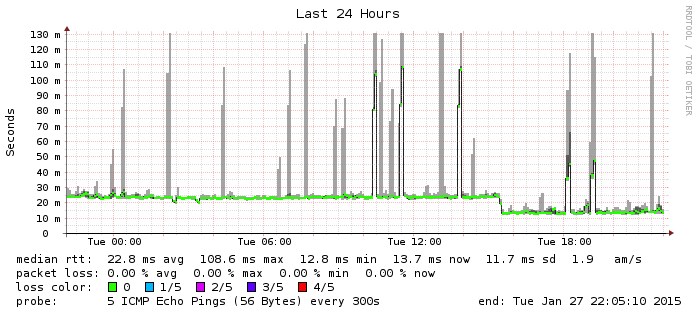 Last 24 Hours
RRDTOOL / TOBI OETIKER
Seconds
130 m
120 m
110 m
100 m
90 m
80 m
70 m
60 m
50 m
40 m
30 m
20 m
10 m
0
Tue 00:00 Tue 06:00 Tue 12:00 Tue 18:00
median rtt: 22.8 ms avg 108.6 ms max 12.8 ms min 13.7 ms now 11.7 ms sd 1.9 am/s
packet loss: 0.00 % avg 0.00 % max 0.00 % min 0.00 % now
loss color: 0 1/5 2/5 3/5 4/5
probe: 5 ICMP Echo Pings (56 Bytes) every 300s end: Tue Jan 27 22:05:10 2015